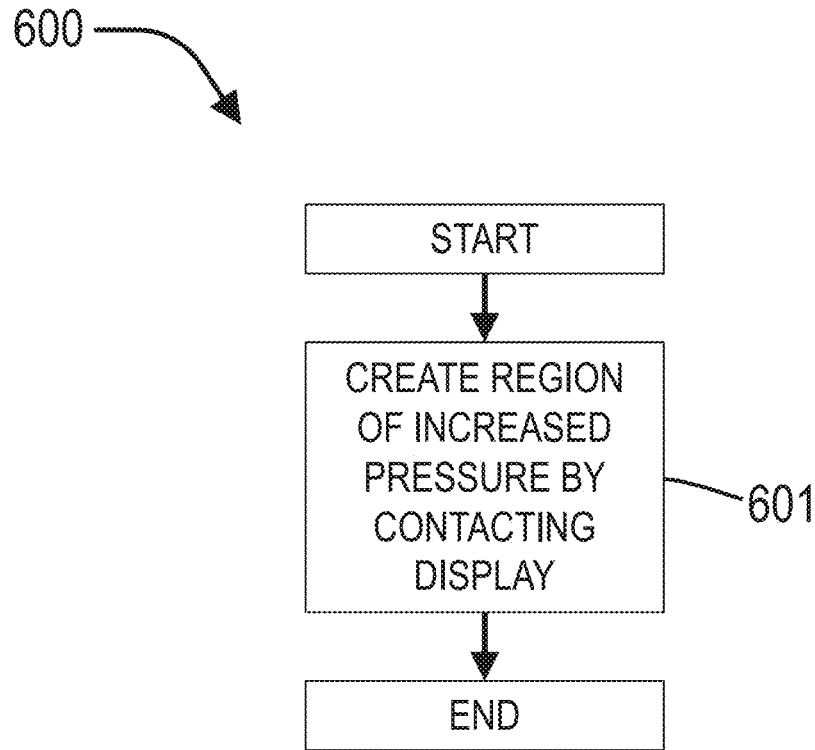 600
START
CREATE REGION
OF INCREASED
PRESSURE BY
CONTACTING
DISPLAY
601
END